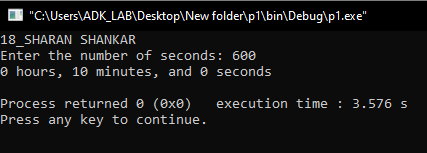 "C:\Users\ADK_LAB\Desktop\New folder\p1\bin\Debug\p1.exe"
18_SHARAN SHANKAR
Enter the number of seconds: 600
0 hours, 10 minutes, and 0 seconds
Process returned 0 (0x0)   execution time : 3.576 s
Press any key to continue.